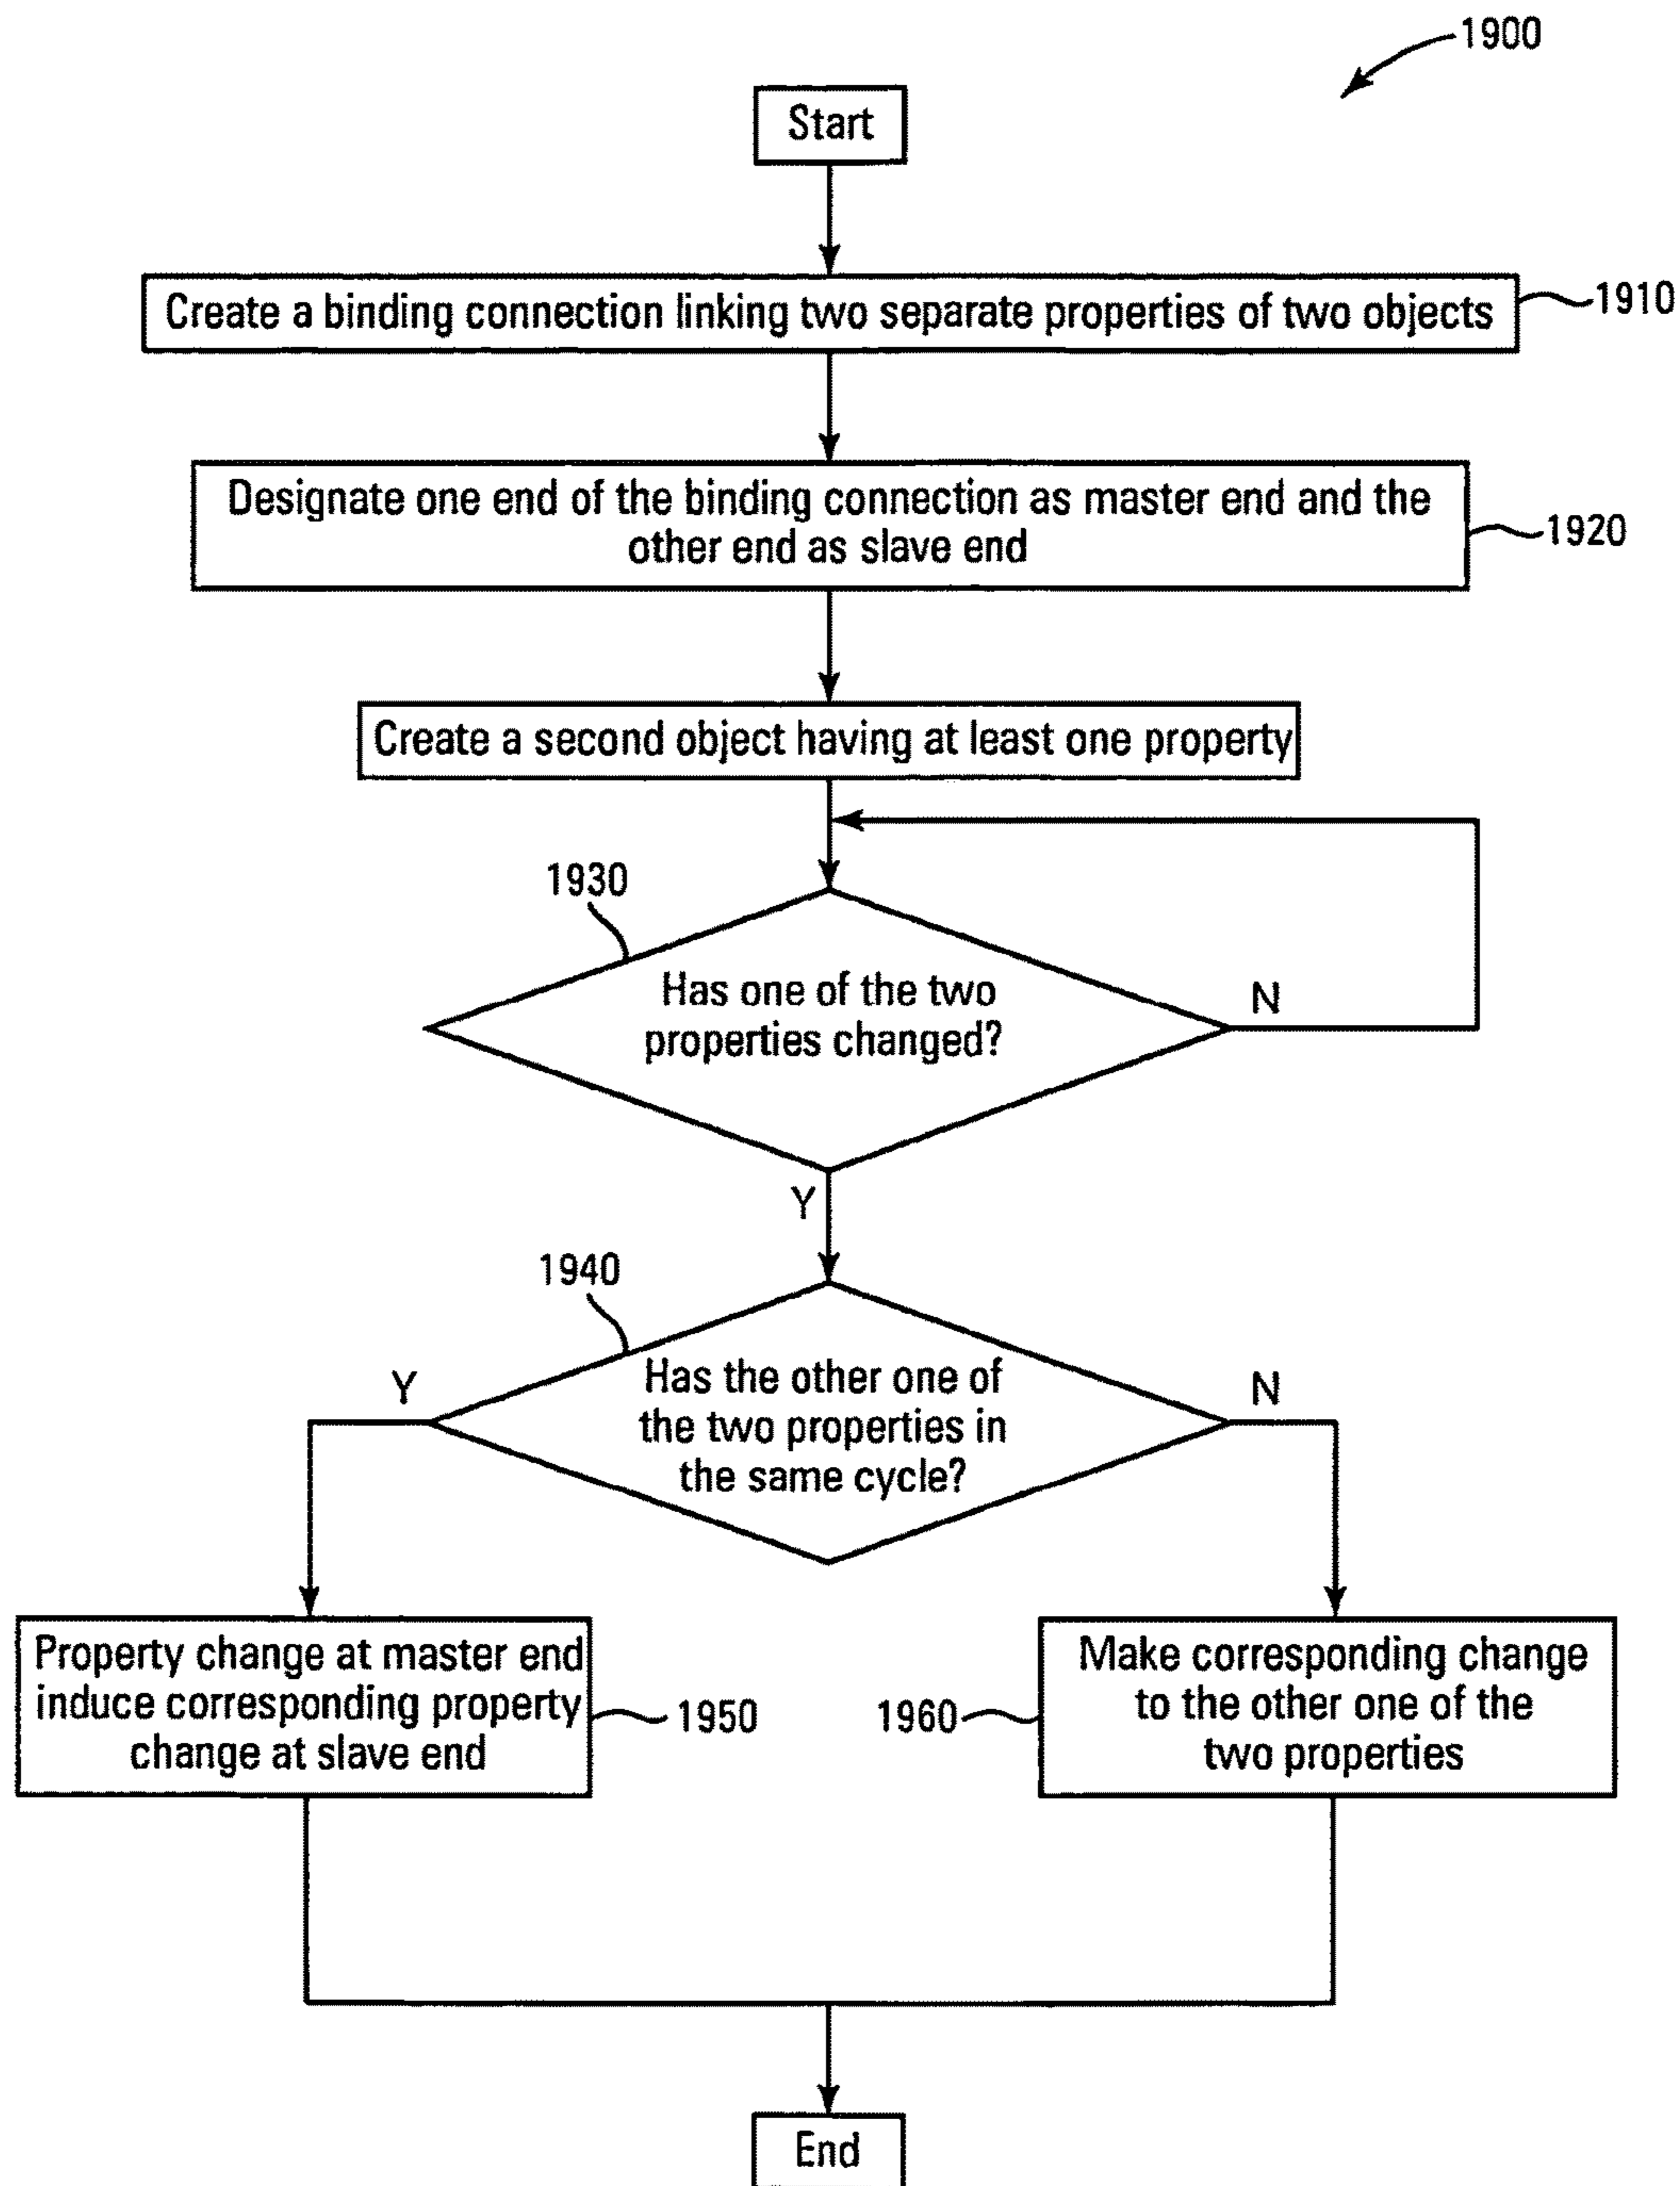 1900
Start
Create a binding connection linking two separate properties of two objects
1910
Designate one end of the binding connection as master end and the
other end as slave end
1920
Create a second object having at least one property
1930
Has one of the two
properties changed?
N
Y
1940
Has the other one of
the two properties in
the same cycle?
Y
N
Property change at master end
induce corresponding property
change at slave end
1950
1960
Make corresponding change
to the other one of the
two properties
End